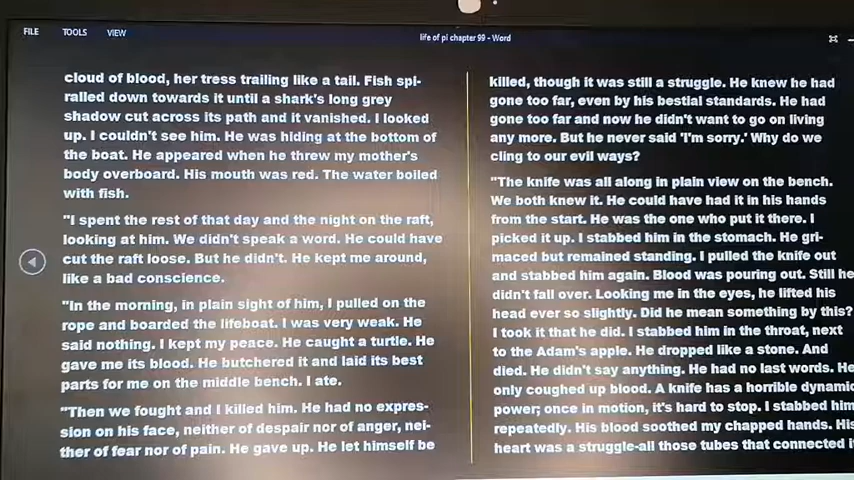 FILE TOOLS VIEW
life of pi chapter 99 - Word
cloud of blood, her tress trailing like a tail. Fish spi-
ralled down towards it until a shark's long grey
shadow cut across its path and it vanished. I looked
up. I couldn't see him. He was hiding at the bottom of
the boat. He appeared when he threw my mother's
body overboard. His mouth was red. The water boiled
with fish.
"I spent the rest of that day and the night on the raft,
looking at him. We didn't speak a word. He could have
cut the raft loose. But he didn't. He kept me around,
like a bad conscience.
"In the morning, in plain sight of him, I pulled on the
rope and boarded the lifeboat. I was very weak. He
said nothing. I kept my peace. He caught a turtle. He
gave me its blood. He butchered it and laid its best
parts for me on the middle bench. I ate.
"Then we fought and I killed him. He had no expres-
sion on his face, neither of despair nor of anger, nei-
ther of fear nor of pain. He gave up. He let himself be
killed, though it was still a struggle. He knew he had
gone too far, even by his bestial standards. He had
gone too far and now he didn't want to go on living
any more. But he never said 'I'm sorry.' Why do we
cling to our evil ways?
"The knife was all along in plain view on the bench.
We both knew it. He could have had it in his hands
from the start. He was the one who put it there. I
picked it up. I stabbed him in the stomach. He gri-
maced but remained standing. I pulled the knife out
and stabbed him again. Blood was pouring out. Still he
didn't fall over. Looking me in the eyes, he lifted his
head ever so slightly. Did he mean something by this?
I took it that he did. I stabbed him in the throat, next
to the Adam's apple. He dropped like a stone. And
died. He didn't say anything. He had no last words. He
only coughed up blood. A knife has a horrible dynamic
power; once in motion, it's hard to stop. I stabbed him
repeatedly. His blood soothed my chapped hands. His
heart was a struggle-all those tubes that connected